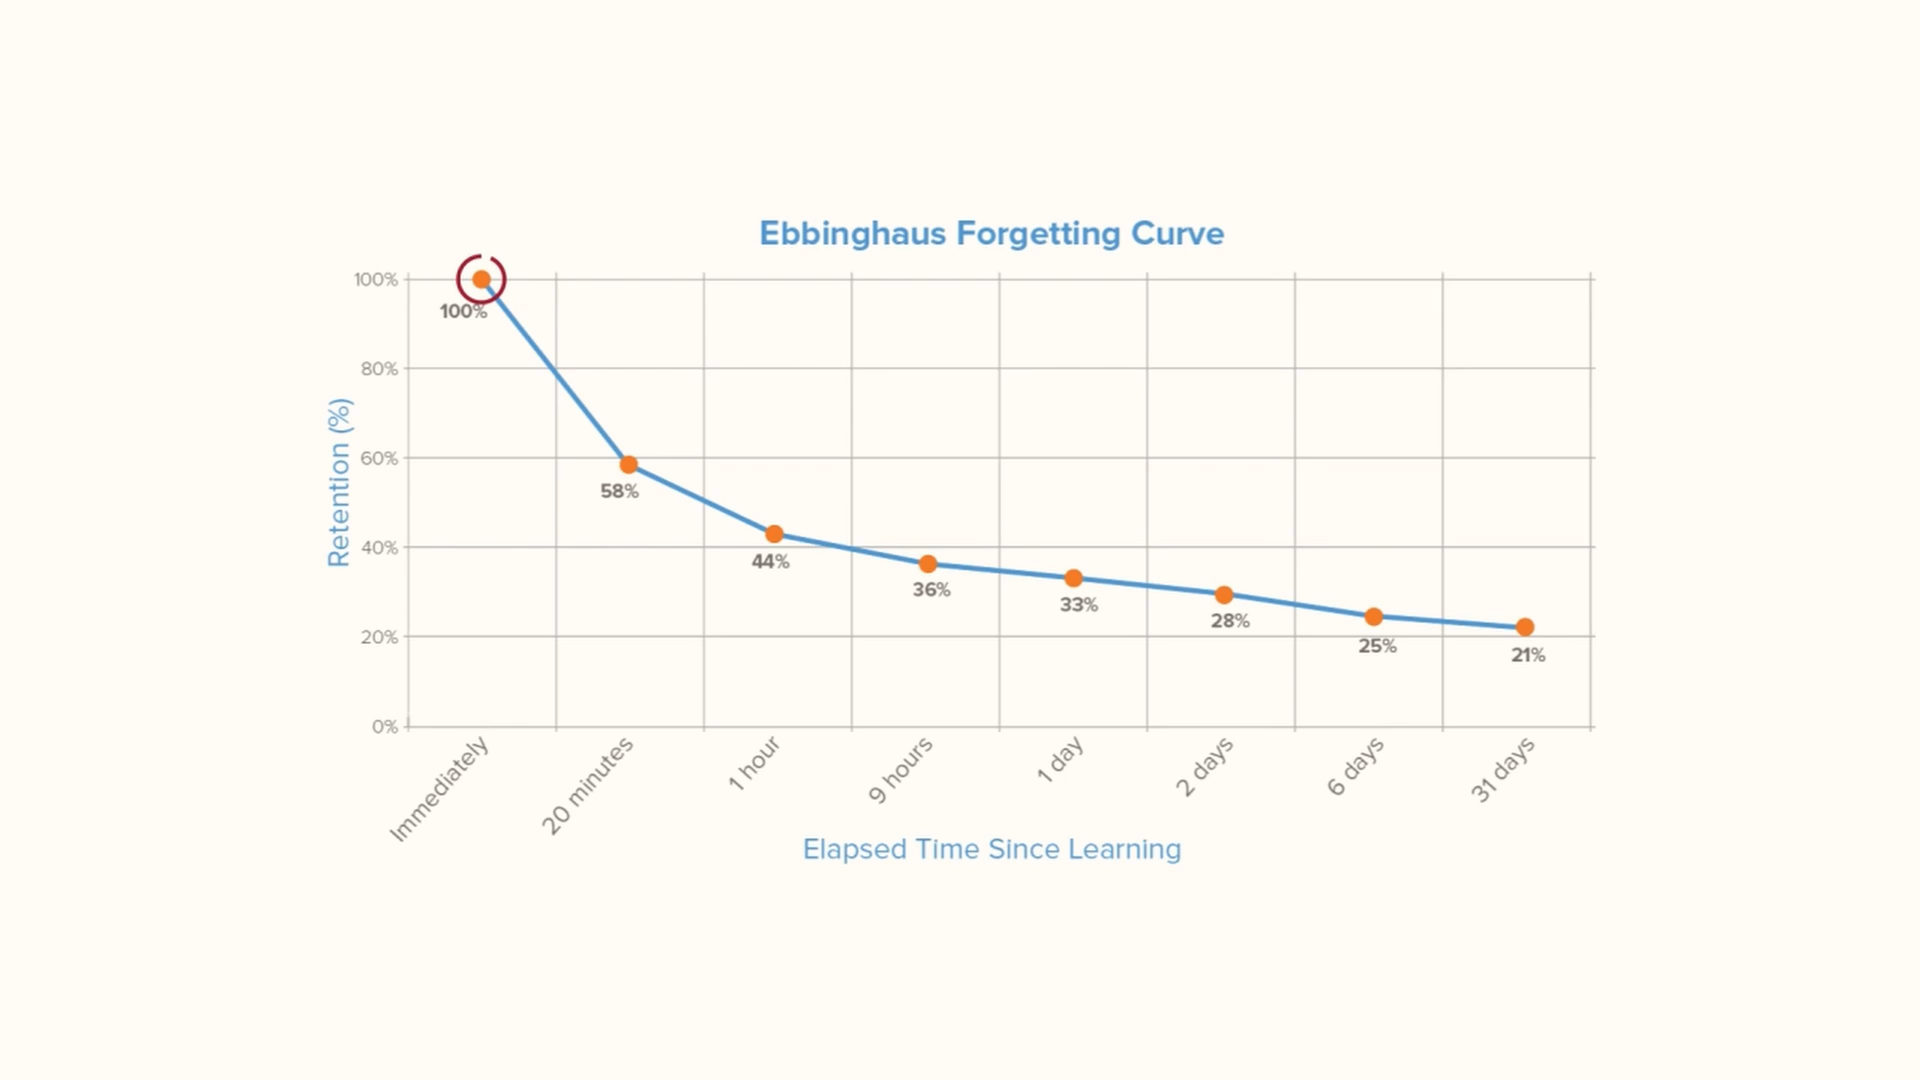 Ebbinghaus Forgetting Curve
100%
80%
60%
40%
20%
0%
Retention (%)
100%
58%
44%
36%
33%
28%
25%
21%
Immediately
20 minutes
1 hour
9 hours
1 day
2 days
6 days
31 days
Elapsed Time Since Learning